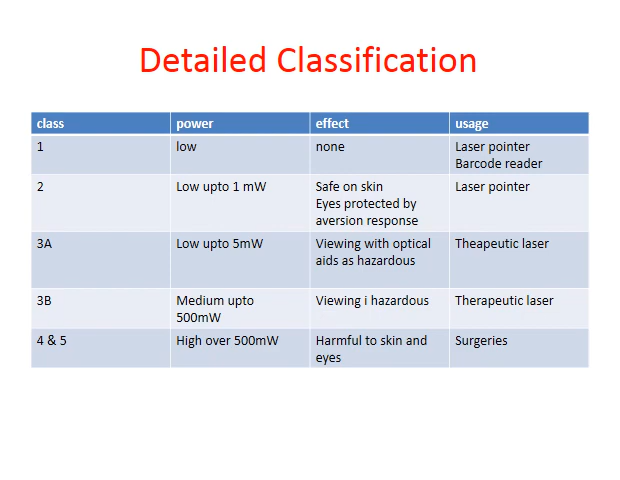 Detailed Classification
class power effect usage
1 low none Laser pointer
Barcode reader
2 Low upto 1 mW Safe on skin Laser pointer
Eyes protected by
aversion response
3A Low upto 5mW Viewing with optical Theapeutic laser
aids as hazardous
3B Medium upto Viewing i hazardous Therapeutic laser
500mW
4 & 5 High over 500mW Harmful to skin and Surgeries
eyes